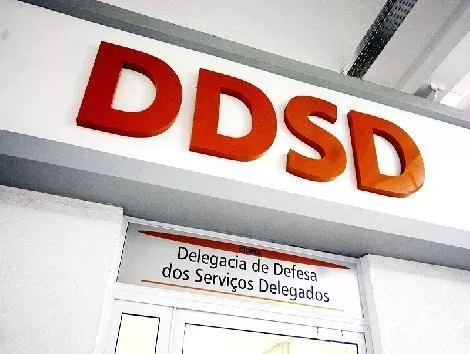 DDSD
Delegacia de Defesa
dos Serviços Delegados